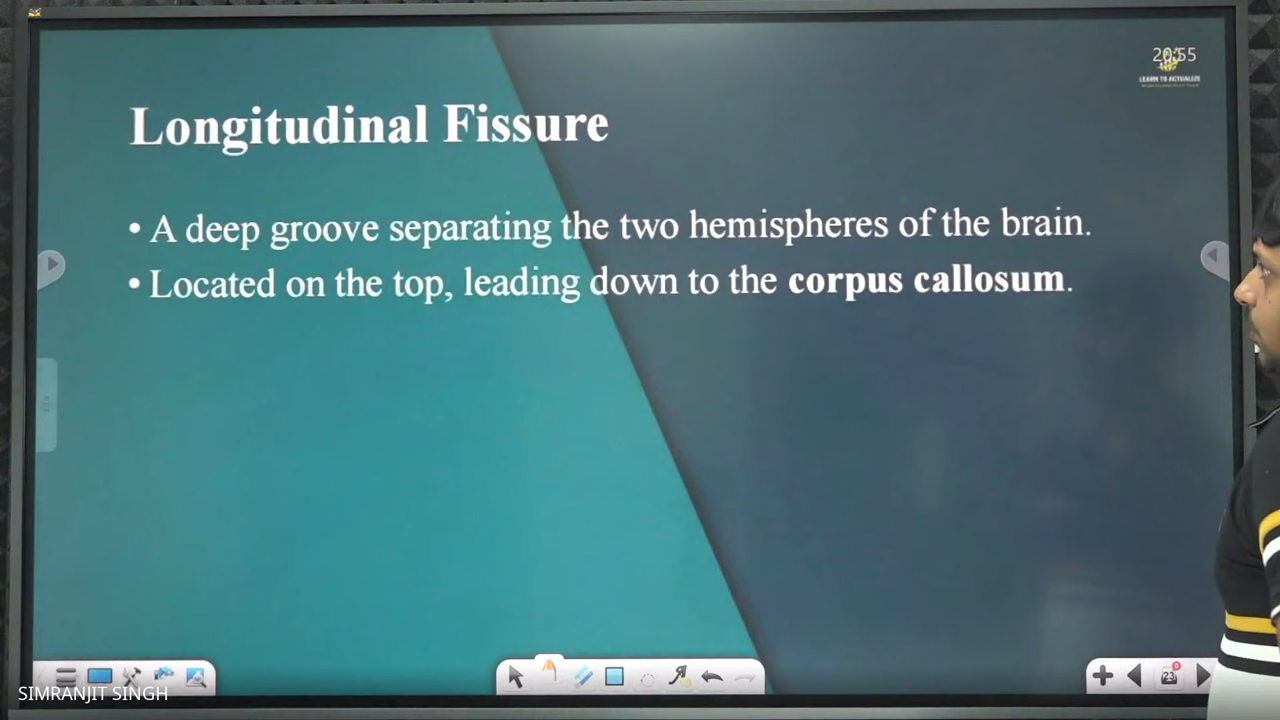 20:55
LEARN TO ACTUALIZE
Longitudinal Fissure
• A deep groove separating the two hemispheres of the brain.
• Located on the top, leading down to the corpus callosum.
23
SIMRANJIT SINGH